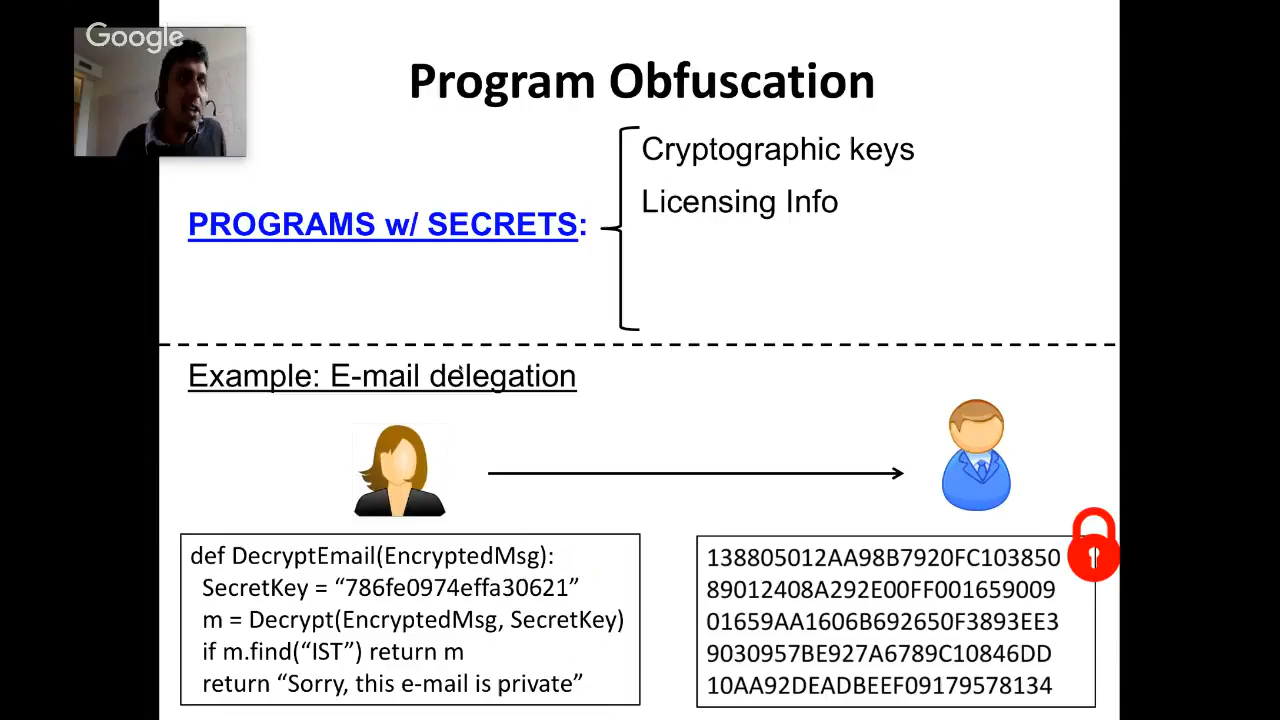 Google
Program Obfuscation
Cryptographic keys
Licensing Info
PROGRAMS w/ SECRETS:
Example: E-mail delegation
def DecryptEmail(EncryptedMsg):
SecretKey = “786fe0974effa30621”
m = Decrypt(EncryptedMsg, SecretKey)
if m.find(“IST”) return m
return “Sorry, this e-mail is private”
138805012AA98B7920FC103850
89012408A292E00FF001659009
01659AA1606B692650F3893EE3
9030957BE927A6789C10846DD
10AA92DEADBEEF09179578134